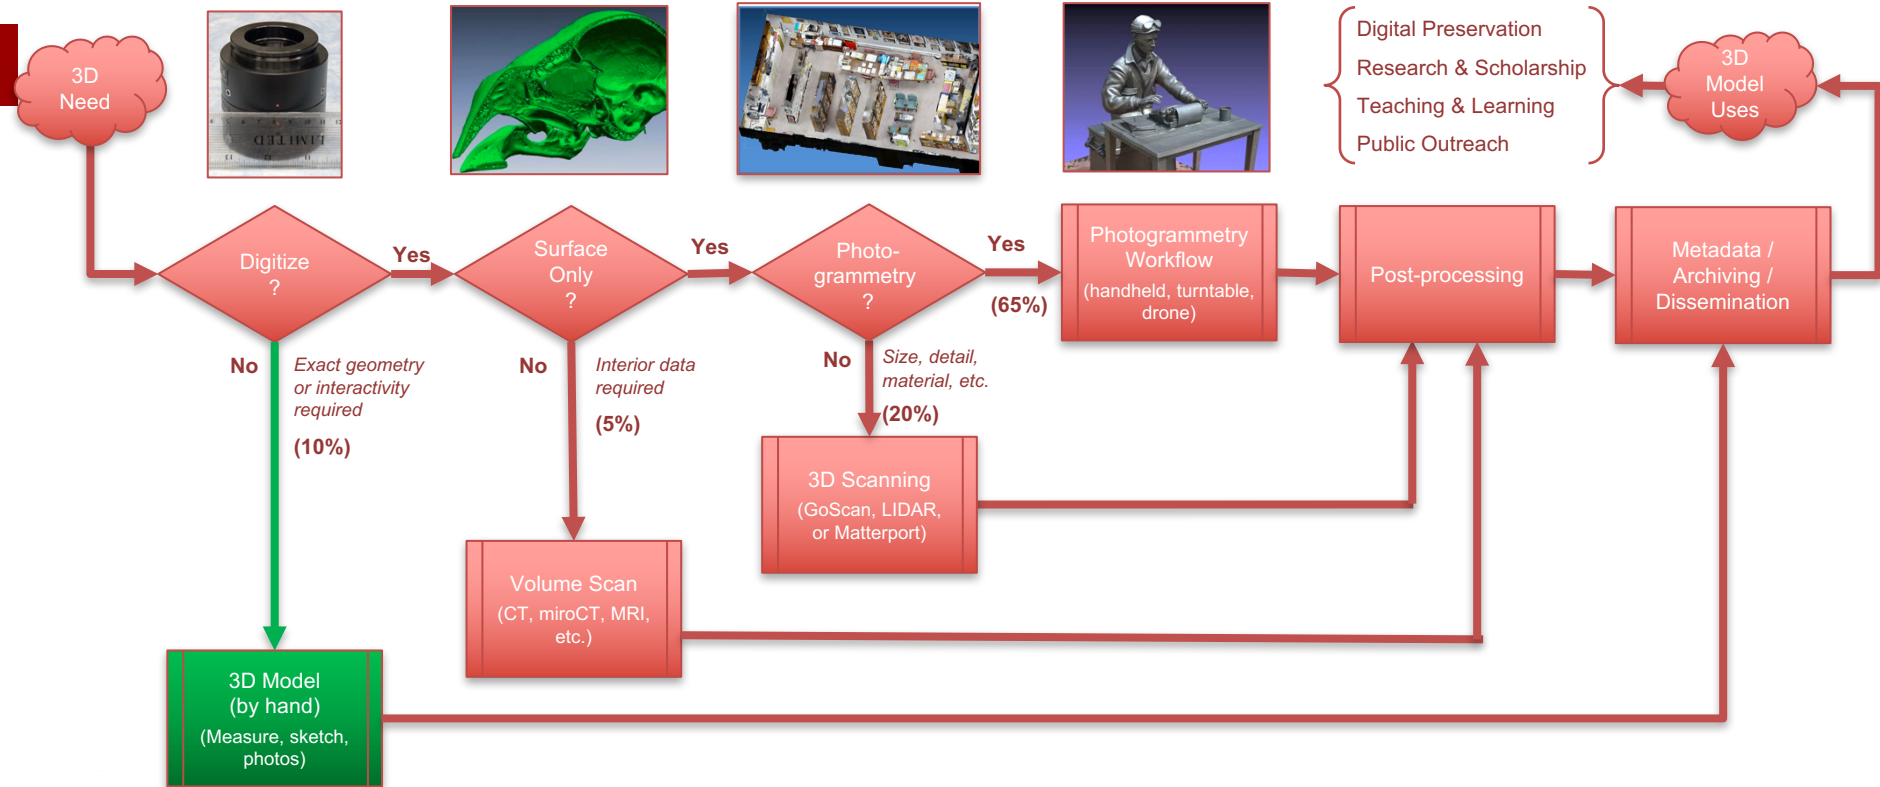 3D
Need
LIMITED
Digital Preservation
Research & Scholarship
Teaching & Learning
Public Outreach
3D
Model
Uses
Digitize
?
Yes
Surface
Only
?
Yes
Photo-
grammetry
?
Yes
(65%)
Photogrammetry
Workflow
(handheld, turntable,
drone)
Post-processing
Metadata /
Archiving /
Dissemination
No
Exact geometry
or interactivity
required
(10%)
No
Interior data
required
(5%)
No
Size, detail,
material, etc.
(20%)
3D Scanning
(GoScan, LIDAR,
or Matterport)
Volume Scan
(CT, miroCT, MRI,
etc.)
3D Model
(by hand)
(Measure, sketch,
photos)